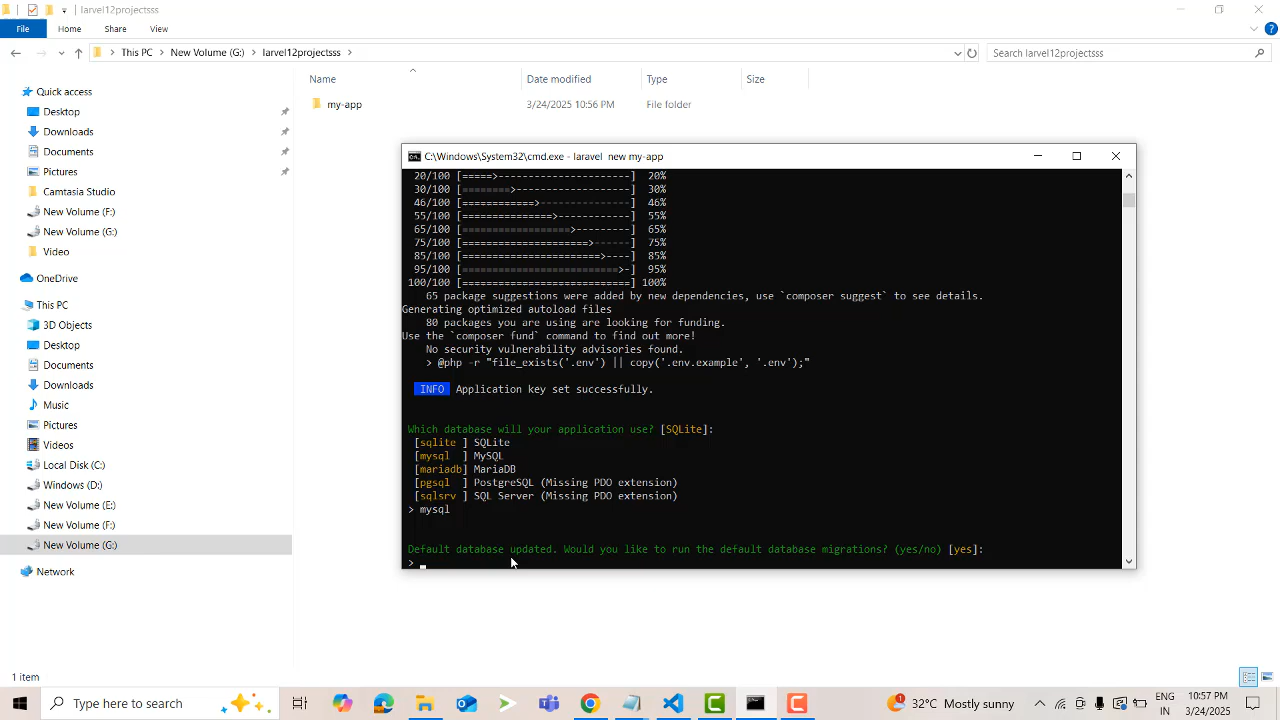 larvel12projectsss
File
Home
Share
View
This PC
New Volume (G:)
larvel12projectsss
Search larvel12projectsss
Name
Date modified
Type
Size
my-app
3/24/2025 10:56 PM
File folder
Quick access
Desktop
Downloads
Documents
Pictures
Camtasia Studio
New Volume (F:)
New Volume (G:)
Video
OneDrive
This PC
3D Objects
Desktop
Documents
Downloads
Music
Pictures
Videos
Local Disk (C:)
Windows (D:)
New Volume (E:)
New Volume (F:)
New Volume (G:)
Network
1 item
C:\Windows\System32\cmd.exe - laravel new my-app
20/100 [=====>----------------------] 20%
30/100 [========>-------------------] 30%
46/100 [============>---------------] 46%
55/100 [===============>------------] 55%
65/100 [==================>---------] 65%
75/100 [=====================>------] 75%
85/100 [=======================>----] 85%
95/100 [==========================>-] 95%
100/100 [============================] 100%
65 package suggestions were added by new dependencies, use `composer suggest` to see details.
Generating optimized autoload files
80 packages you are using are looking for funding.
Use the `composer fund` command to find out more!
No security vulnerability advisories found.
> @php -r "file_exists('.env') || copy('.env.example', '.env');"
INFO Application key set successfully.
Which database will your application use? [SQLite]:
[sqlite ] SQLite
[mysql  ] MySQL
[mariadb] MariaDB
[pgsql  ] PostgreSQL (Missing PDO extension)
[sqlsrv ] SQL Server (Missing PDO extension)
> mysql
Default database updated. Would you like to run the default database migrations? (yes/no) [yes]:
>
Type here to search
32°C Mostly sunny
ENG
IN
10:57 PM
3/24/2025